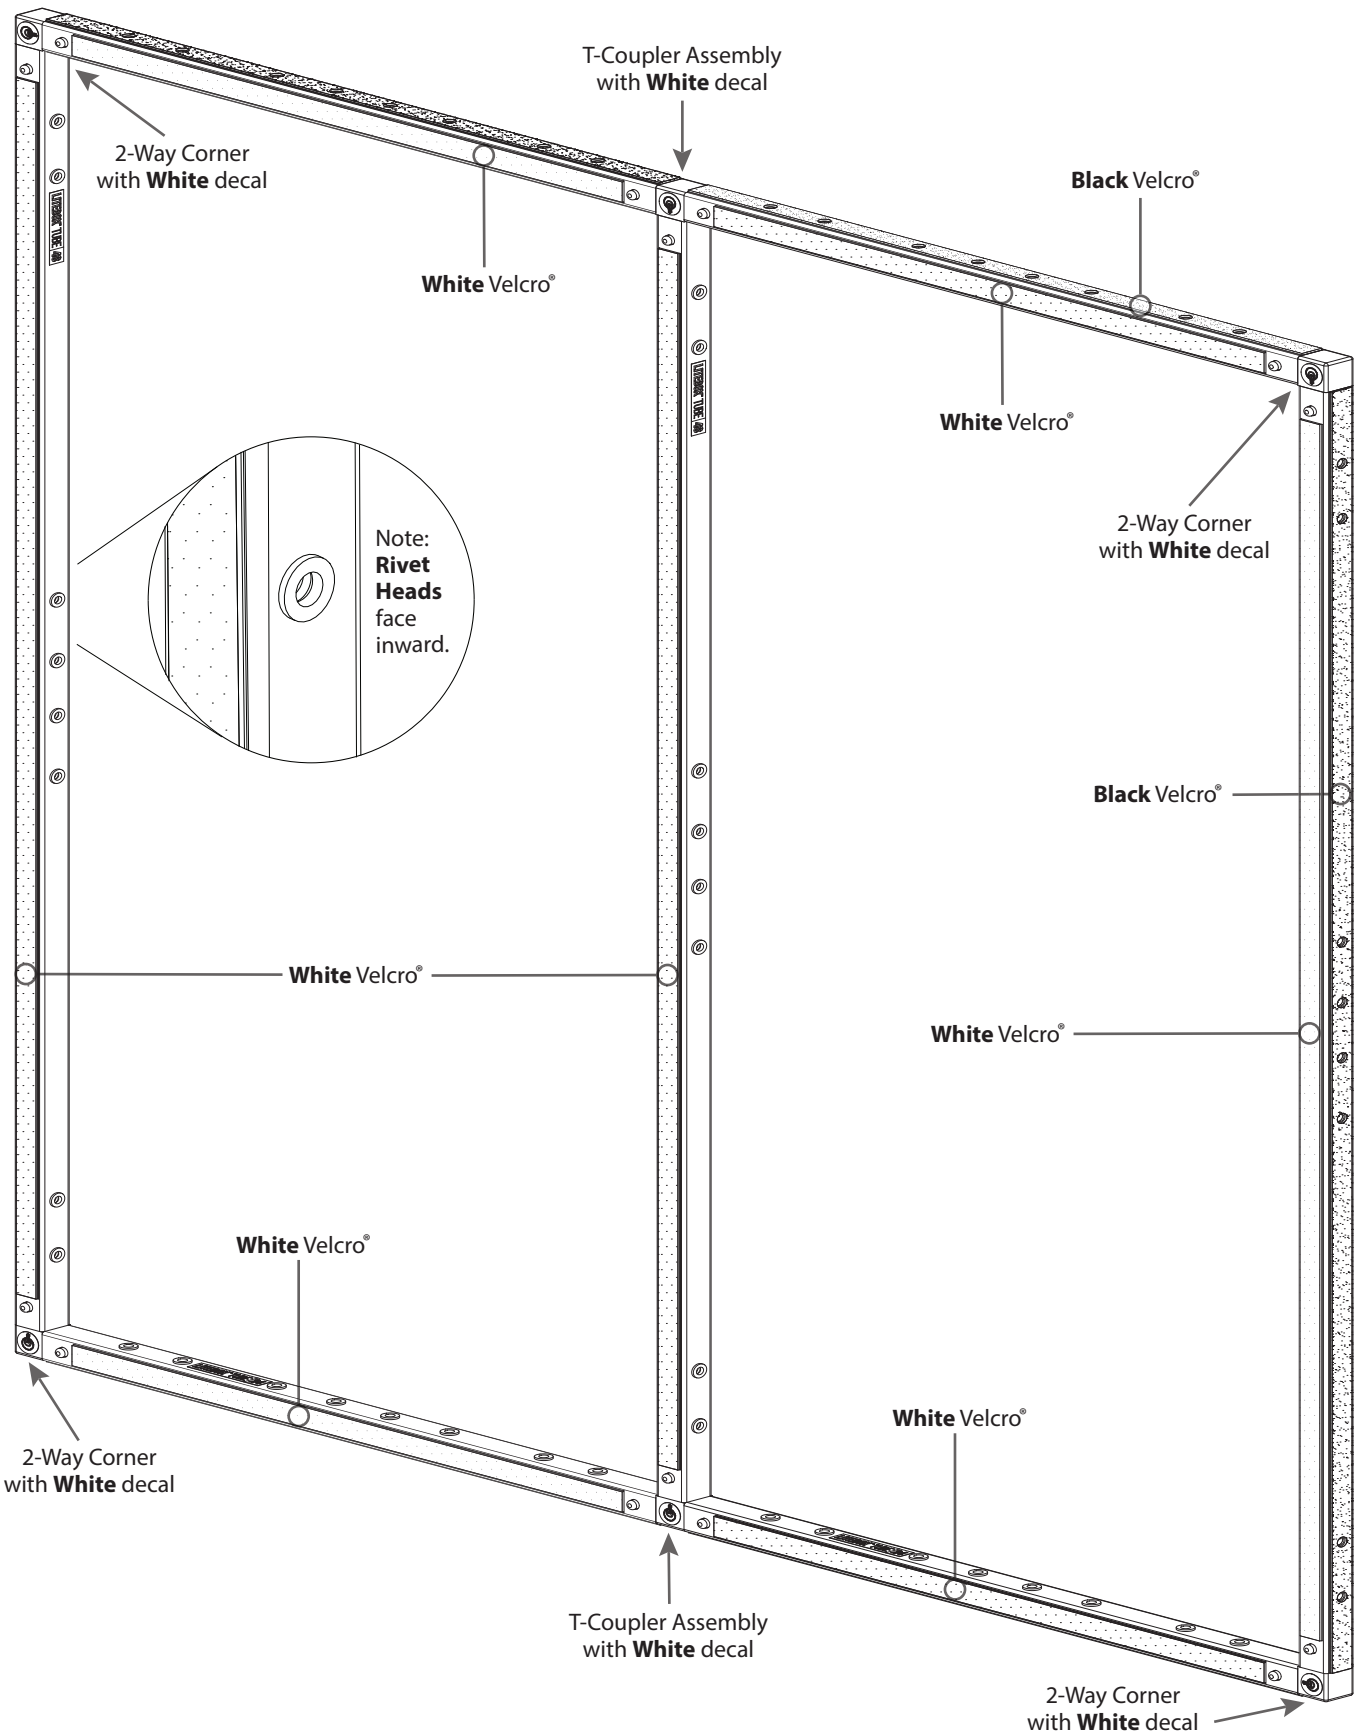 T-Coupler Assembly
with White decal
2-Way Corner
with White decal
Black Velcro®
White Velcro®
White Velcro®
2-Way Corner
with White decal
Note:
Rivet
Heads
face
inward.
Black Velcro®
White Velcro®
White Velcro®
White Velcro®
White Velcro®
2-Way Corner
with White decal
T-Coupler Assembly
with White decal
2-Way Corner
with White decal